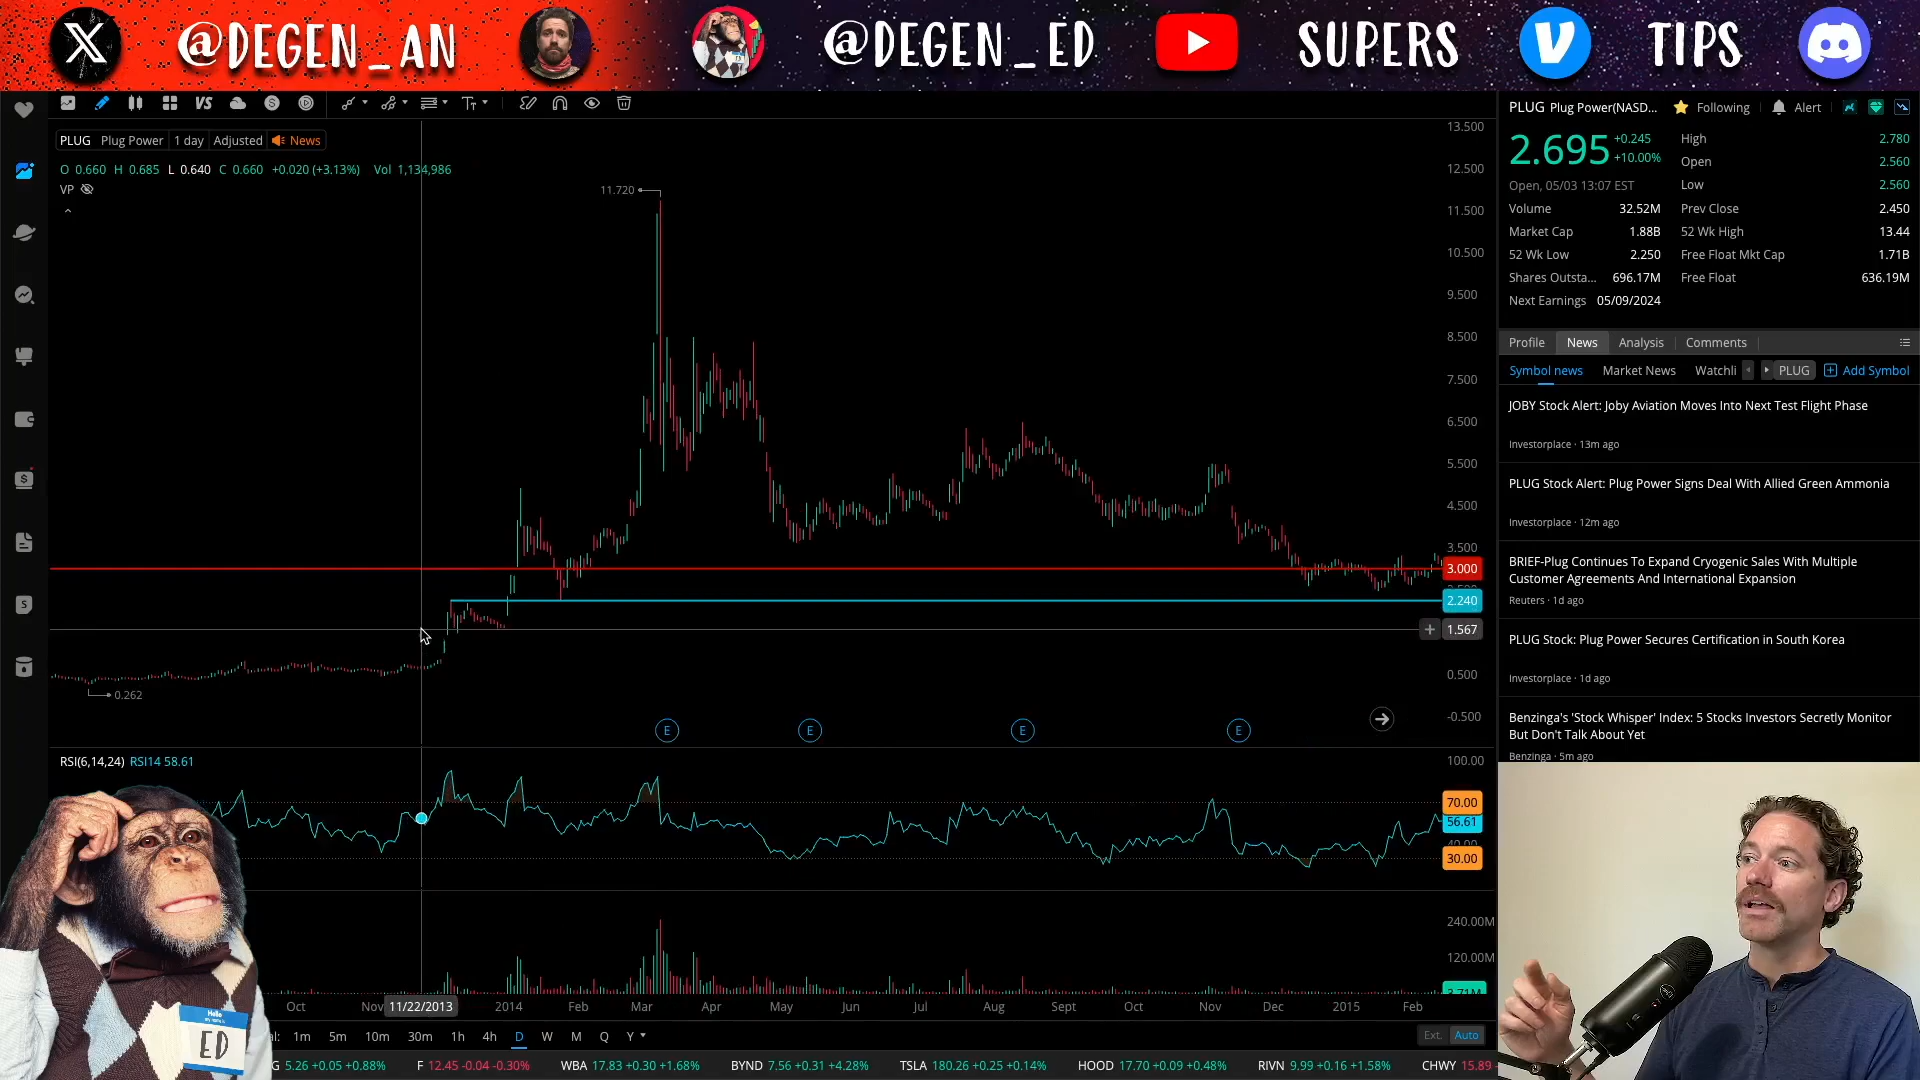 @DEGEN_AN @DEGEN_ED SUPERS TIPS
VS S T
PLUG Plug Power 1 day Adjusted News
O 0.660 H 0.685 L 0.640 C 0.660 +0.020 (+3.13%) Vol 1,134,986
VP
11.720
0.262
13.500
12.500
11.500
10.500
9.500
8.500
7.500
6.500
5.500
4.500
3.500
3.000
2.240
+ 1.567
0.500
-0.500
E E E E
RSI(6,14,24) RSI14 58.61
100.00
70.00
56.61
30.00
240.00M
120.00M
Oct Nov 11/22/2013 2014 Feb Mar Apr May Jun Jul Aug Sept Oct Nov Dec 2015 Feb
1m 5m 10m 30m 1h 4h D W M Q Y Ext. Auto
G 5.26 +0.05 +0.88% F 12.45 -0.04 -0.30% WBA 17.83 +0.30 +1.68% BYND 7.56 +0.31 +4.28% TSLA 180.26 +0.25 +0.14% HOOD 17.70 +0.09 +0.48% RIVN 9.99 +0.16 +1.58% CHWY 15.89
PLUG Plug Power(NASD... Following Alert
2.695 +0.245
+10.00%
Open, 05/03 13:07 EST
High 2.780
Open 2.560
Low 2.560
Volume 32.52M Prev Close 2.450
Market Cap 1.88B 52 Wk High 13.44
52 Wk Low 2.250 Free Float Mkt Cap 1.71B
Shares Outsta... 696.17M Free Float 636.19M
Next Earnings 05/09/2024
Profile News Analysis Comments
Symbol news Market News Watchli PLUG Add Symbol
JOBY Stock Alert: Joby Aviation Moves Into Next Test Flight Phase
Investorplace · 13m ago
PLUG Stock Alert: Plug Power Signs Deal With Allied Green Ammonia
Investorplace · 12m ago
BRIEF-Plug Continues To Expand Cryogenic Sales With Multiple
Customer Agreements And International Expansion
Reuters · 1d ago
PLUG Stock: Plug Power Secures Certification in South Korea
Investorplace · 1d ago
Benzinga's 'Stock Whisper' Index: 5 Stocks Investors Secretly Monitor
But Don't Talk About Yet
Benzinga · 5m ago
Hello
ED